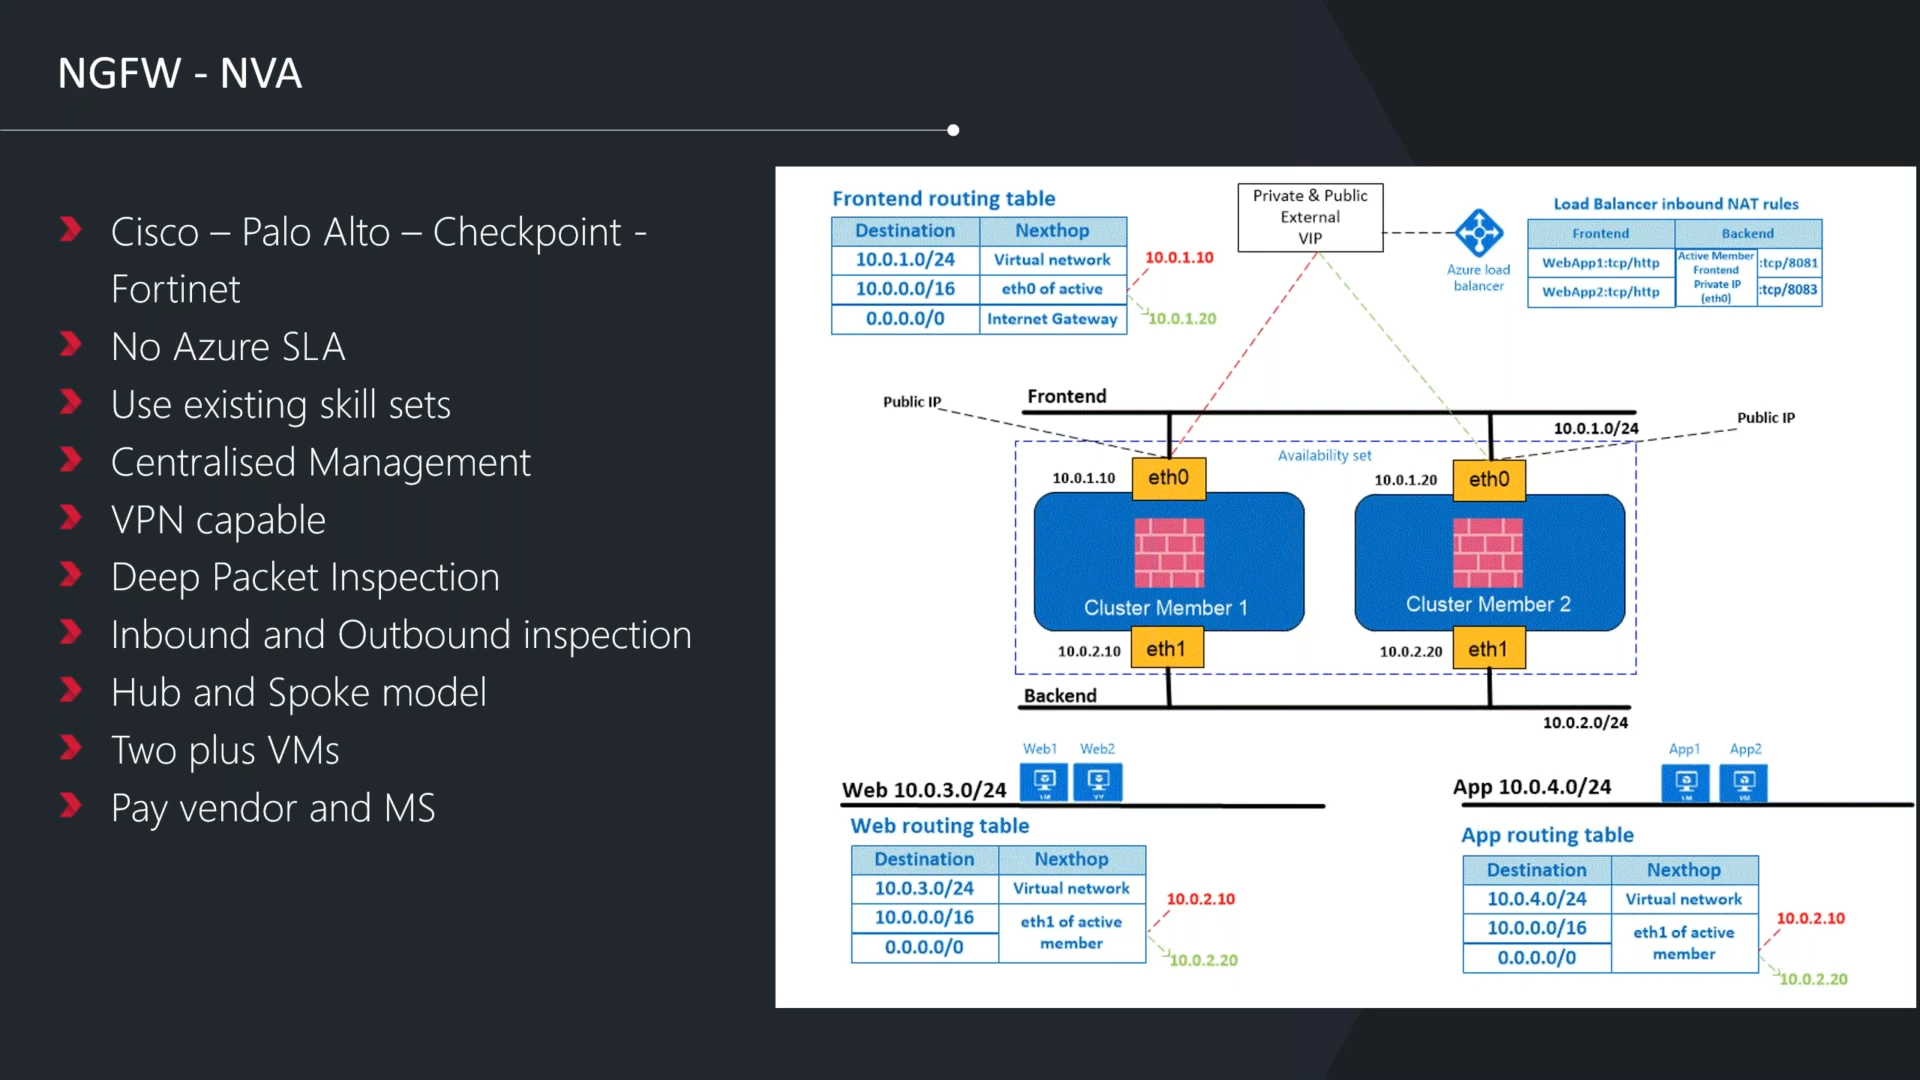 NGFW - NVA
Cisco – Palo Alto – Checkpoint -
Fortinet
No Azure SLA
Use existing skill sets
Centralised Management
VPN capable
Deep Packet Inspection
Inbound and Outbound inspection
Hub and Spoke model
Two plus VMs
Pay vendor and MS
Frontend routing table
Destination Nexthop
10.0.1.0/24 Virtual network
10.0.0.0/16 eth0 of active
0.0.0.0/0 Internet Gateway
10.0.1.10
10.0.1.20
Private & Public
External
VIP
Azure load
balancer
Load Balancer inbound NAT rules
Frontend Backend
WebApp1:tcp/http
WebApp2:tcp/http
Active Member
Frontend
Private IP
(eth0)
:tcp/8081
:tcp/8083
Frontend
Public IP
Public IP
10.0.1.0/24
Availability set
10.0.1.10 eth0
10.0.1.20 eth0
Cluster Member 1
Cluster Member 2
10.0.2.10 eth1
10.0.2.20 eth1
Backend
10.0.2.0/24
Web1 Web2
Web 10.0.3.0/24
Web routing table
Destination Nexthop
10.0.3.0/24 Virtual network
10.0.0.0/16
0.0.0.0/0
eth1 of active
member
10.0.2.10
10.0.2.20
App1 App2
App 10.0.4.0/24
App routing table
Destination Nexthop
10.0.4.0/24 Virtual network
10.0.0.0/16
0.0.0.0/0
eth1 of active
member
10.0.2.10
10.0.2.20